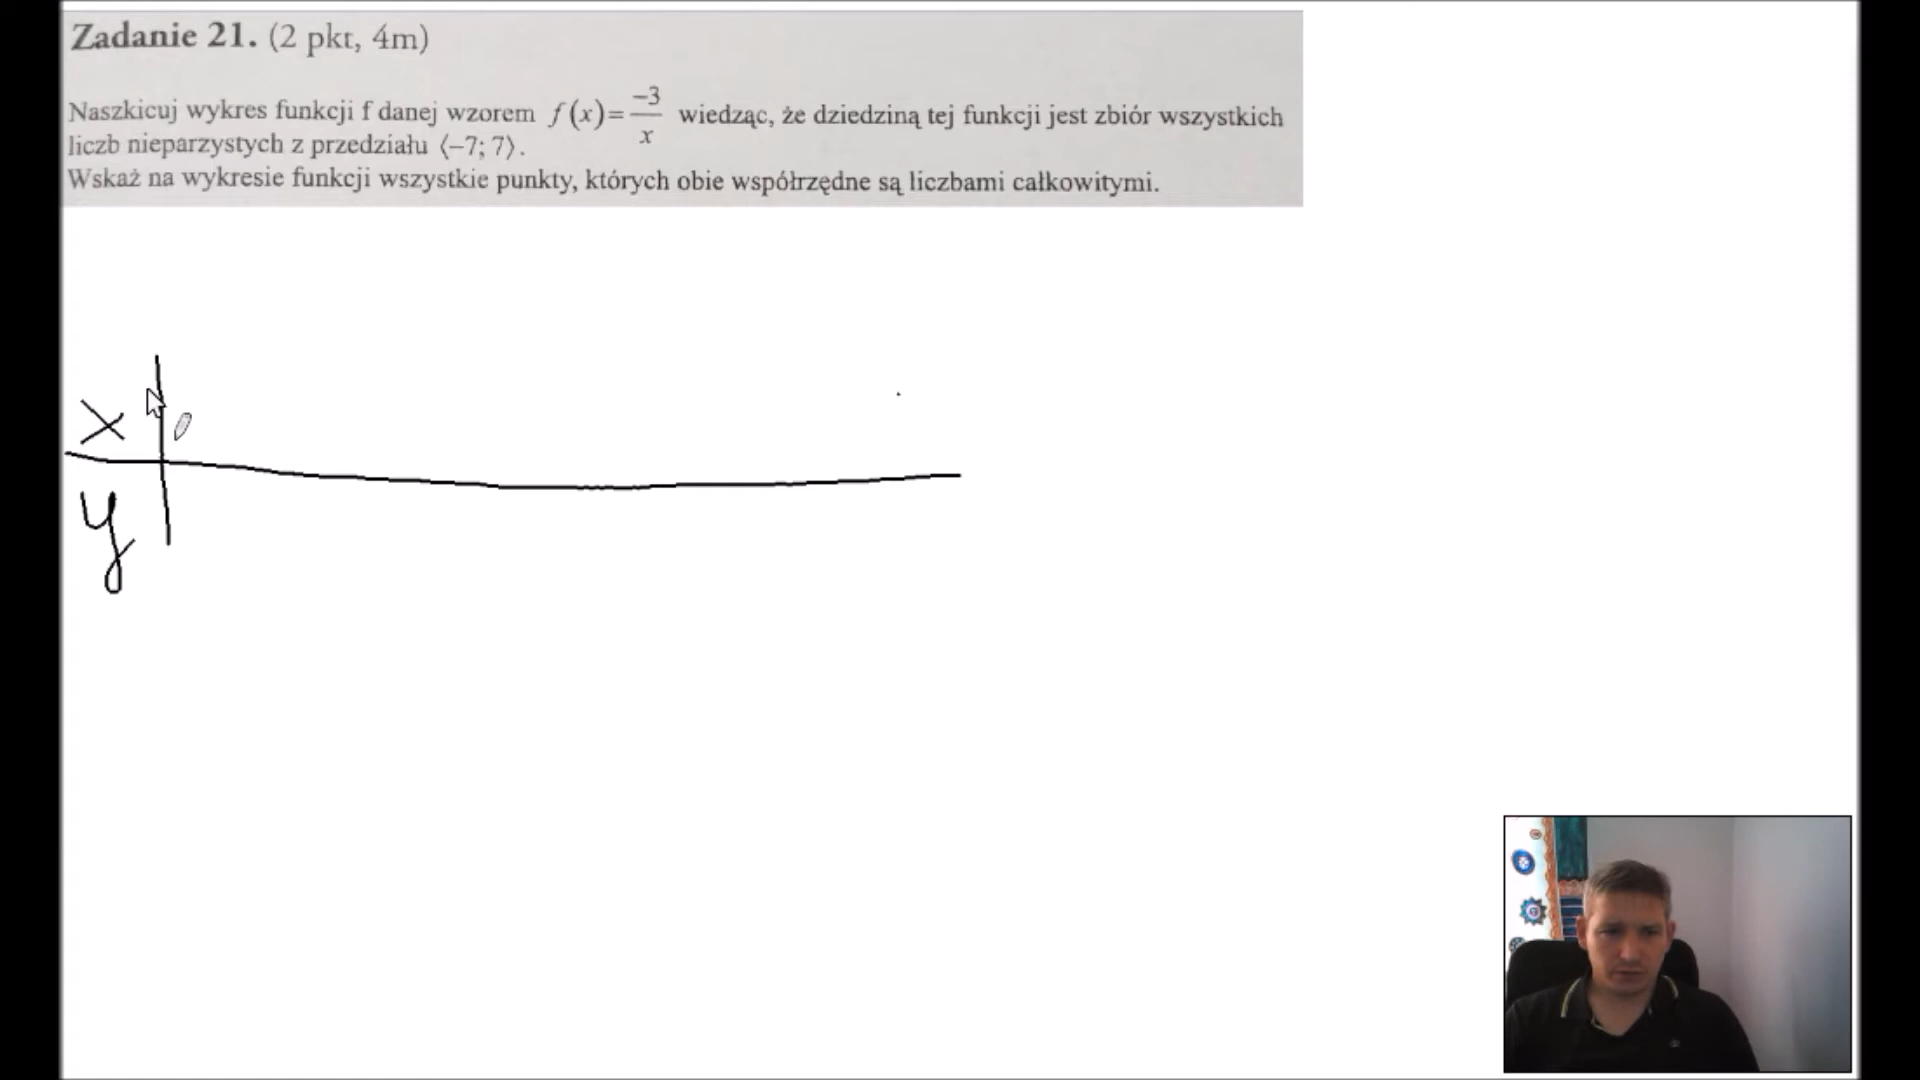 Zadanie 21. (2 pkt, 4m)
Naszkicuj wykres funkcji f danej wzorem f(x)=-3/x wiedząc, że dziedziną tej funkcji jest zbiór wszystkich
liczb nieparzystych z przedziału ⟨−7; 7⟩.
Wskaż na wykresie funkcji wszystkie punkty, których obie współrzędne są liczbami całkowitymi.
x
y